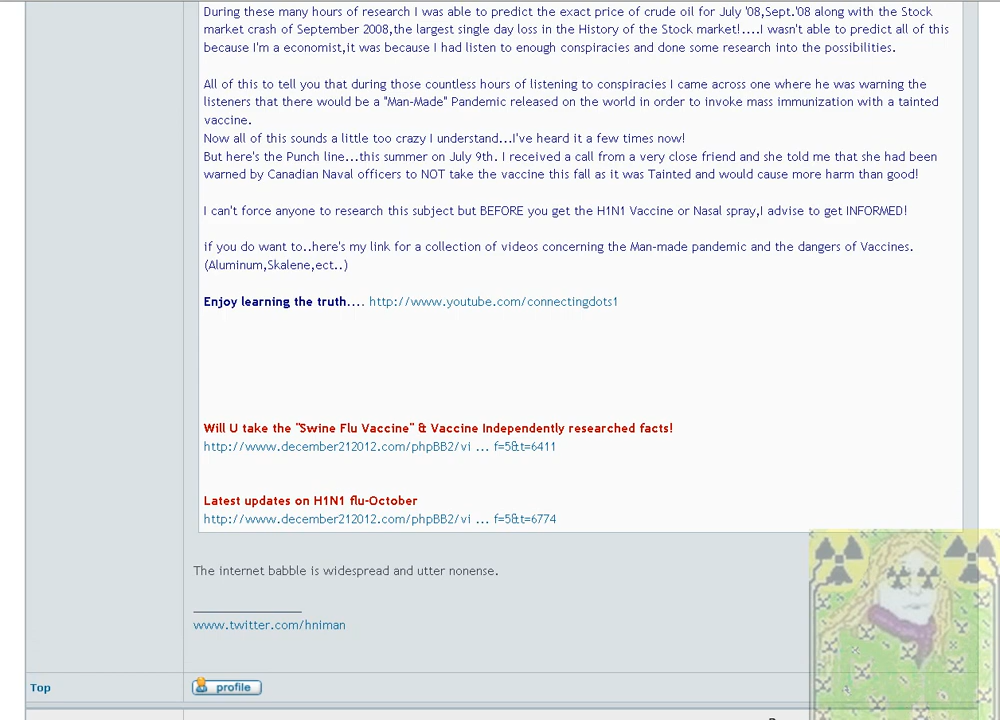 During these many hours of research I was able to predict the exact price of crude oil for July '08,Sept.'08 along with the Stock
market crash of September 2008,the largest single day loss in the History of the Stock market!....I wasn't able to predict all of this
because I'm a economist,it was because I had listen to enough conspiracies and done some research into the possibilities.
All of this to tell you that during those countless hours of listening to conspiracies I came across one where he was warning the
listeners that there would be a "Man-Made" Pandemic released on the world in order to invoke mass immunization with a tainted
vaccine.
Now all of this sounds a little too crazy I understand...I've heard it a few times now!
But here's the Punch line...this summer on July 9th. I received a call from a very close friend and she told me that she had been
warned by Canadian Naval officers to NOT take the vaccine this fall as it was Tainted and would cause more harm than good!
I can't force anyone to research this subject but BEFORE you get the H1N1 Vaccine or Nasal spray,I advise to get INFORMED!
if you do want to..here's my link for a collection of videos concerning the Man-made pandemic and the dangers of Vaccines.
(Aluminum,Skalene,ect..)
Enjoy learning the truth.... http://www.youtube.com/connectingdots1
Will U take the "Swine Flu Vaccine" & Vaccine Independently researched facts!
http://www.december212012.com/phpBB2/vi ... f=5&t=6411
Latest updates on H1N1 flu-October
http://www.december212012.com/phpBB2/vi ... f=5&t=6774
The internet babble is widespread and utter nonense.
www.twitter.com/hniman
Top
profile